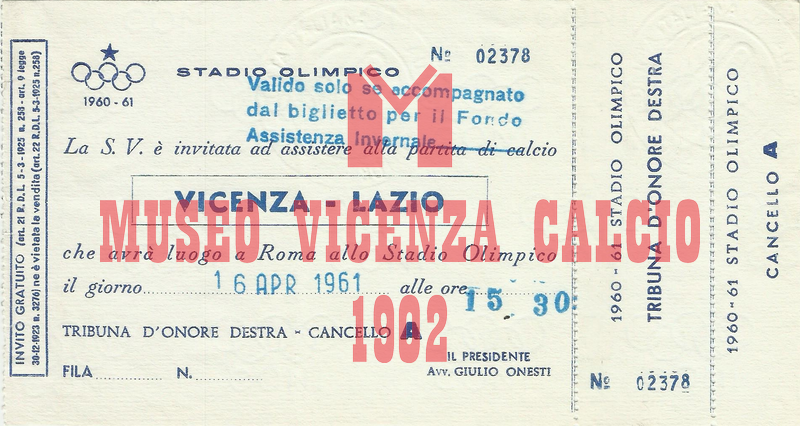 INVITO GRATUITO (art. 21 R.D.L. 5-3-1925 n. 258 - art. 9 legge
30-12-1923 n. 3276) ne è vietata la vendita (art. 22 R.D.L. 5-3-1925 n. 258)
1960-61
STADIO OLIMPICO
Nº 02378
Valido solo se accompagnato
dal biglietto per il Fondo
Assistenza Invernale
La S. V. è invitata ad assistere alla partita di calcio
VICENZA - LAZIO
che avrà luogo a Roma allo Stadio Olimpico
il giorno 16 APR 1961 alle ore 15 30
TRIBUNA D'ONORE DESTRA - CANCELLO A
IL PRESIDENTE
FILA N. Avv. GIULIO ONESTI
1960-61 STADIO OLIMPICO
TRIBUNA D'ONORE DESTRA
Nº 02378
1960-61 STADIO OLIMPICO
CANCELLO A
M
MUSEO VICENZA CALCIO
1902